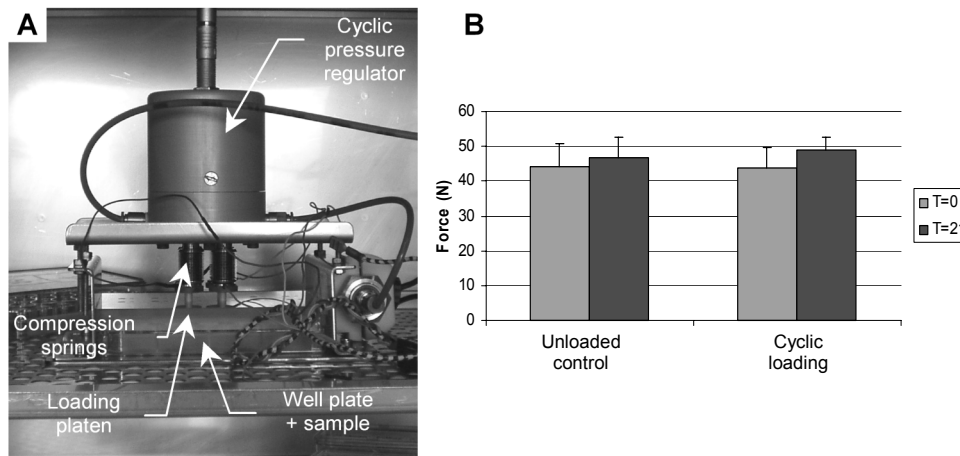 A
Cyclic
pressure
regulator
Compression
springs
Loading
platen
Well plate
+ sample
B
Force (N)
60
50
40
30
20
10
0
Unloaded
control
Cyclic
loading
T=0